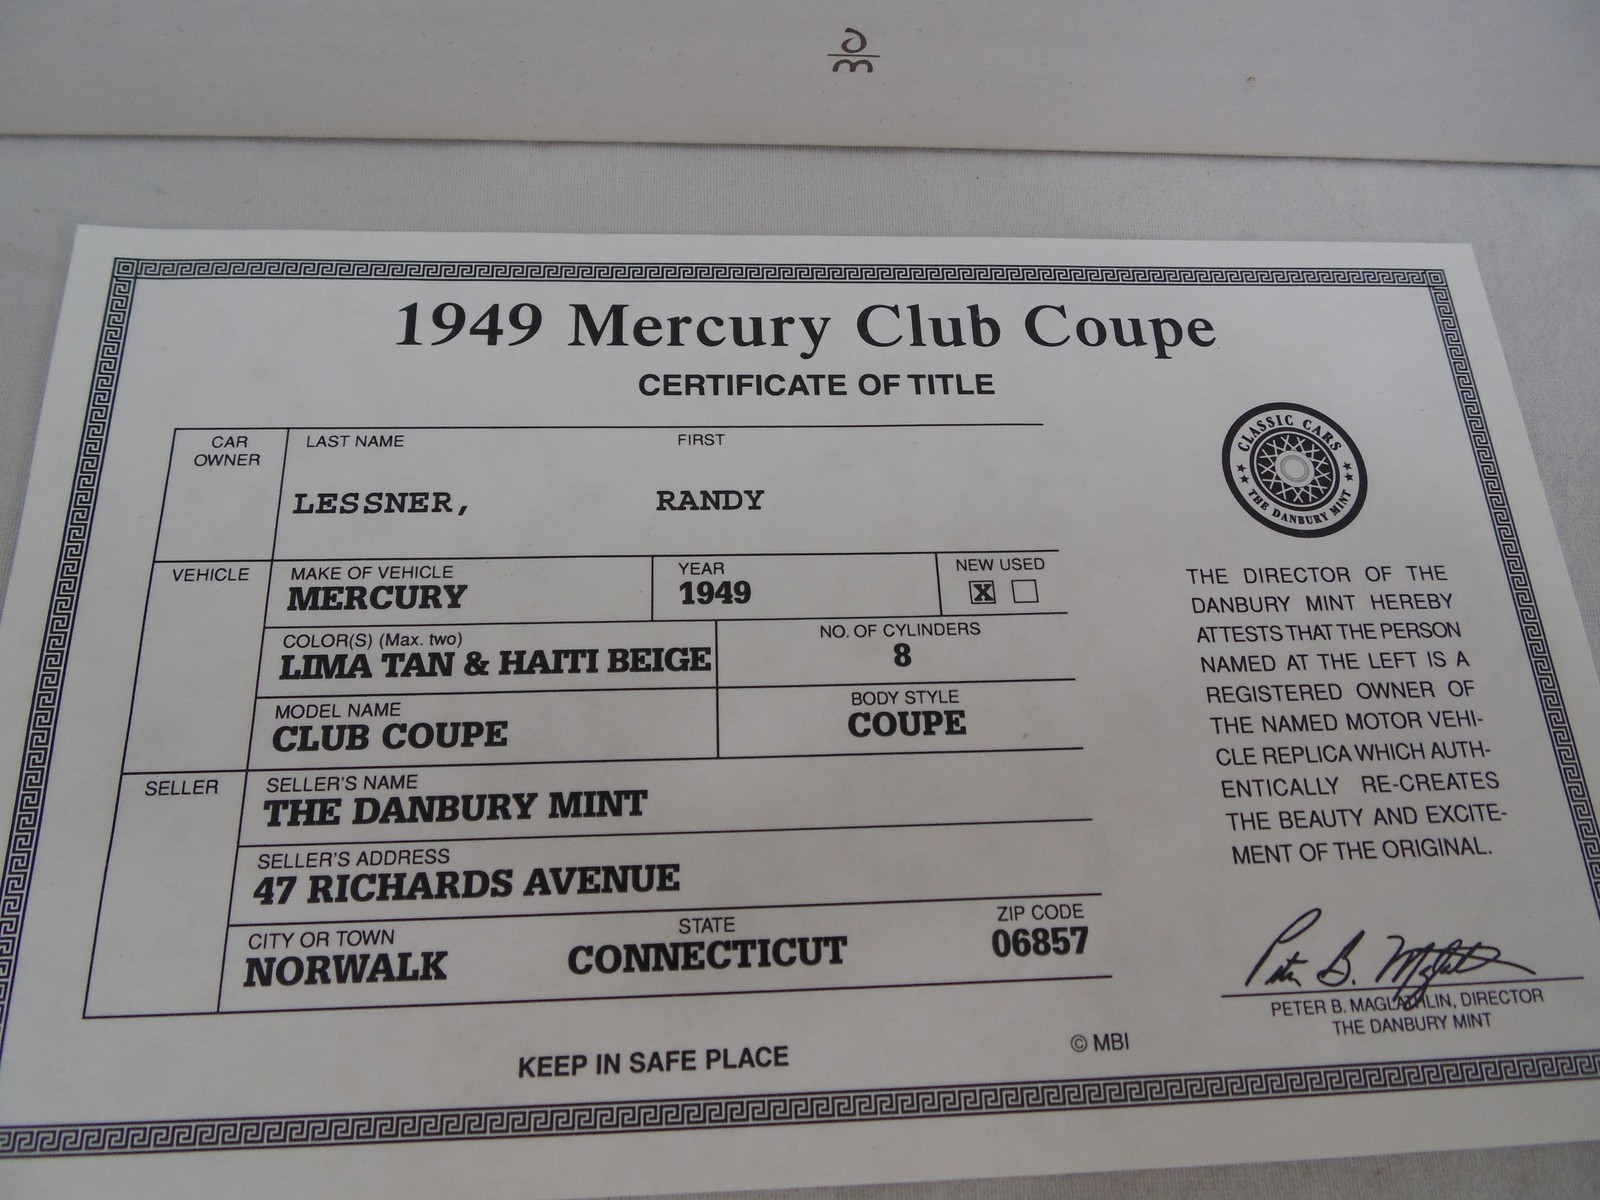 dm
1949 Mercury Club Coupe
CERTIFICATE OF TITLE
CAR OWNER
LAST NAME
FIRST
LESSNER,
RANDY
VEHICLE
MAKE OF VEHICLE
MERCURY
YEAR
1949
NEW USED
X
COLOR(S) (Max. two)
LIMA TAN & HAITI BEIGE
NO. OF CYLINDERS
8
MODEL NAME
CLUB COUPE
BODY STYLE
COUPE
SELLER
SELLER'S NAME
THE DANBURY MINT
SELLER'S ADDRESS
47 RICHARDS AVENUE
CITY OR TOWN
NORWALK
STATE
CONNECTICUT
ZIP CODE
06857
KEEP IN SAFE PLACE
© MBI
CLASSIC CARS
THE DANBURY MINT
THE DIRECTOR OF THE
DANBURY MINT HEREBY
ATTESTS THAT THE PERSON
NAMED AT THE LEFT IS A
REGISTERED OWNER OF
THE NAMED MOTOR VEHI-
CLE REPLICA WHICH AUTH-
ENTICALLY RE-CREATES
THE BEAUTY AND EXCITE-
MENT OF THE ORIGINAL.
Peter B. Maglathlin
PETER B. MAGLATHLIN, DIRECTOR
THE DANBURY MINT